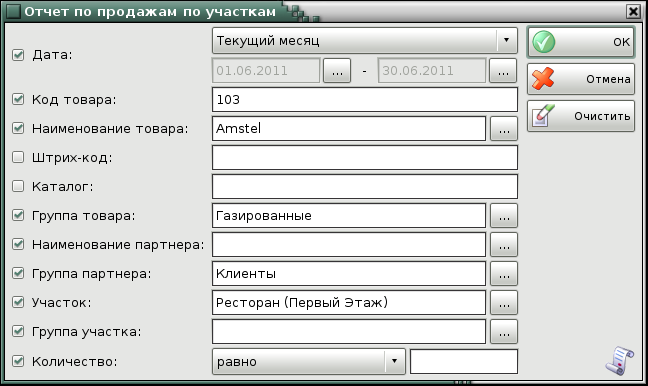 Отчет по продажам по участкам
Дата: Текущий месяц
01.06.2011 ... - 30.06.2011 ...
Код товара: 103
Наименование товара: Amstel ...
Штрих-код:
Каталог:
Группа товара: Газированные ...
Наименование партнера: ...
Группа партнера: Клиенты ...
Участок: Ресторан (Первый Этаж) ...
Группа участка: ...
Количество: равно
ОК
Отмена
Очистить